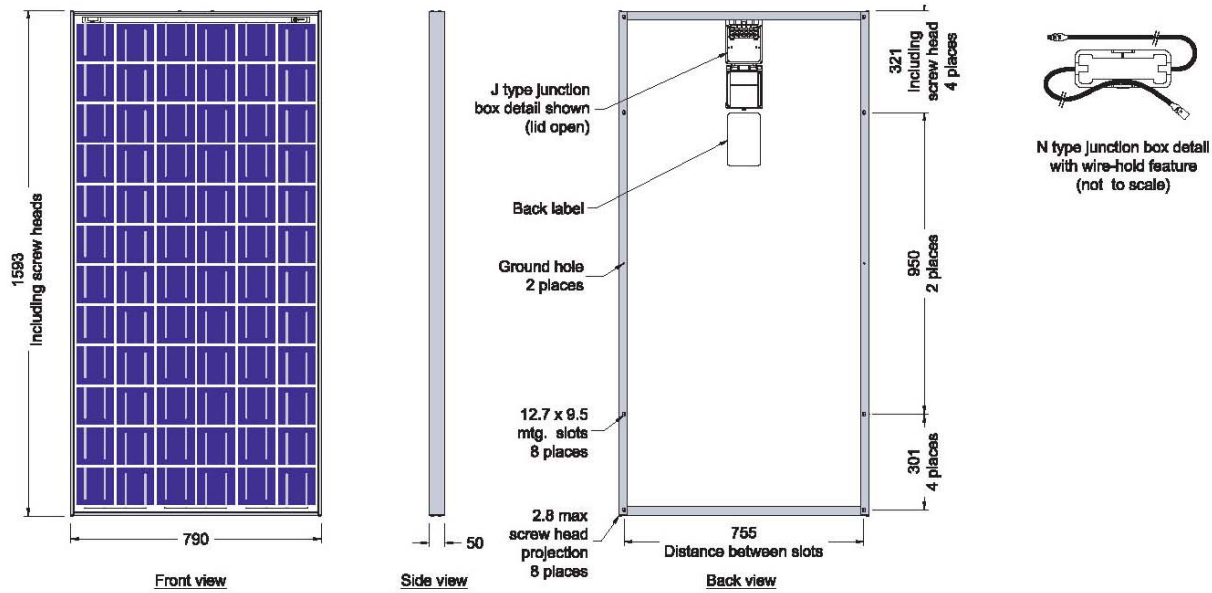 1593
Including screw heads
790
Front view
50
Side view
J type junction
box detail shown
(lid open)
Back label
Ground hole
2 places
12.7 x 9.5
mtg. slots
8 places
2.8 max
screw head
projection
8 places
755
Distance between slots
Back view
321
Including
screw head
4 places
950
2 places
301
4 places
N type junction box detail
with wire-hold feature
(not to scale)